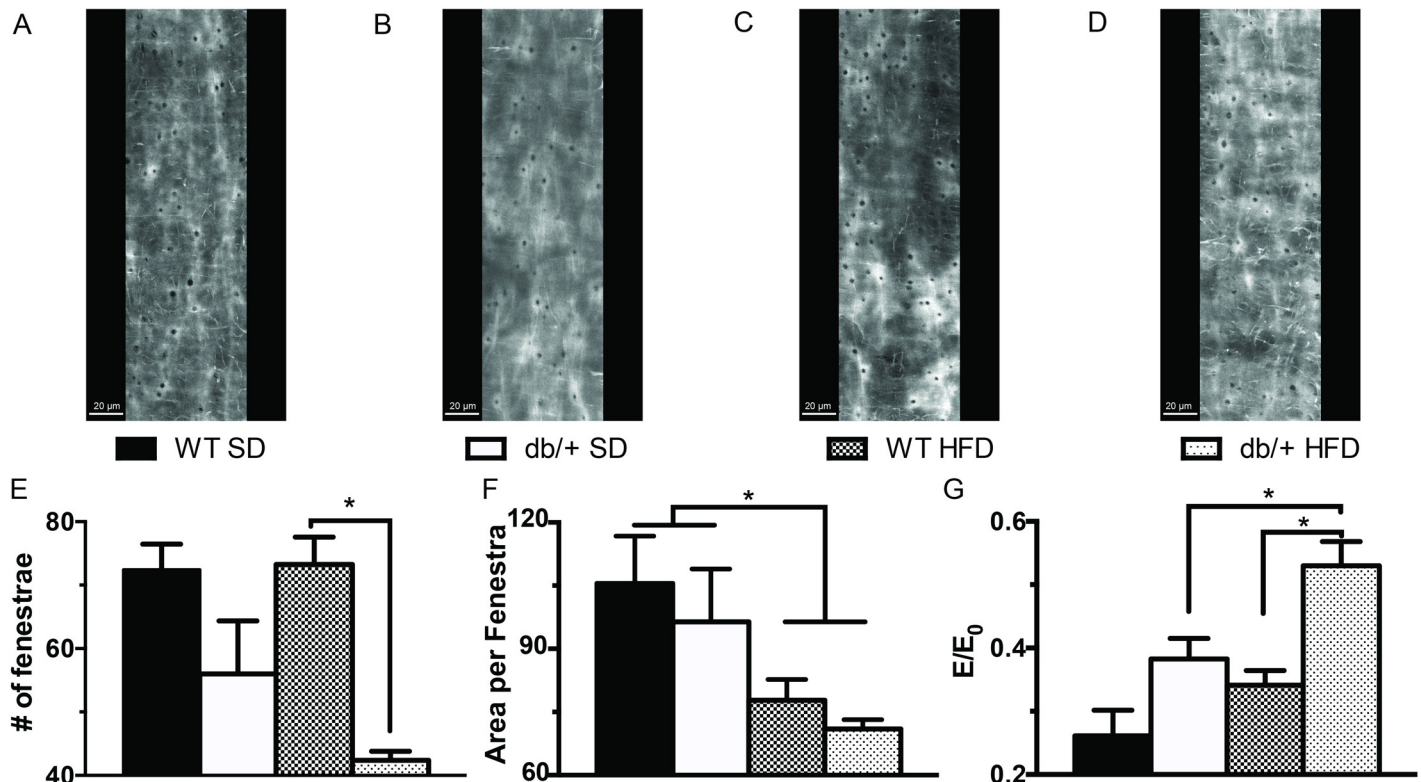 A
B
C
D
20 µm
20 µm
20 µm
20 µm
WT SD
db/+ SD
WT HFD
db/+ HFD
E
# of fenestrae
80
60
40
*
F
Area per Fenestra
120
90
60
*
G
E/E0
0.6
0.4
0.2
*
*